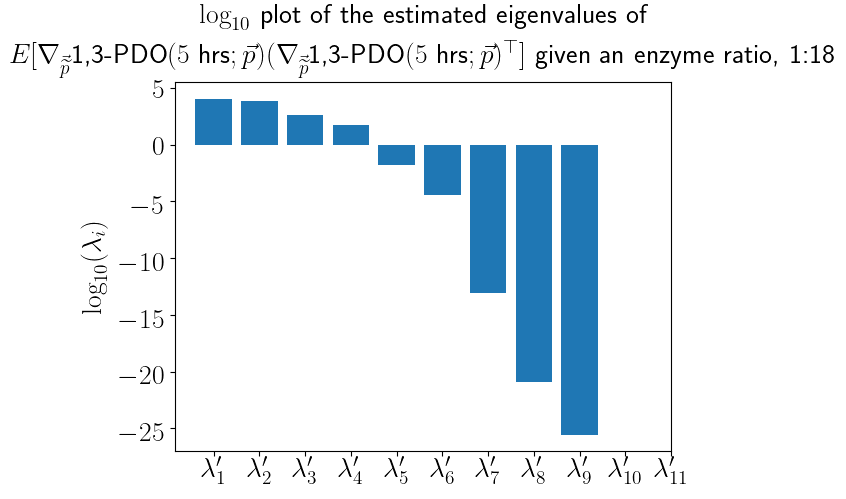 log₁₀ plot of the estimated eigenvalues of
E[∇_p̃⃗ 1,3-PDO(5 hrs; p⃗)(∇_p̃⃗ 1,3-PDO(5 hrs; p⃗)^⊤] given an enzyme ratio, 1:18
5
0
−5
−10
−15
−20
−25
log₁₀(λᵢ)
λ′₁ λ′₂ λ′₃ λ′₄ λ′₅ λ′₆ λ′₇ λ′₈ λ′₉ λ′₁₀ λ′₁₁